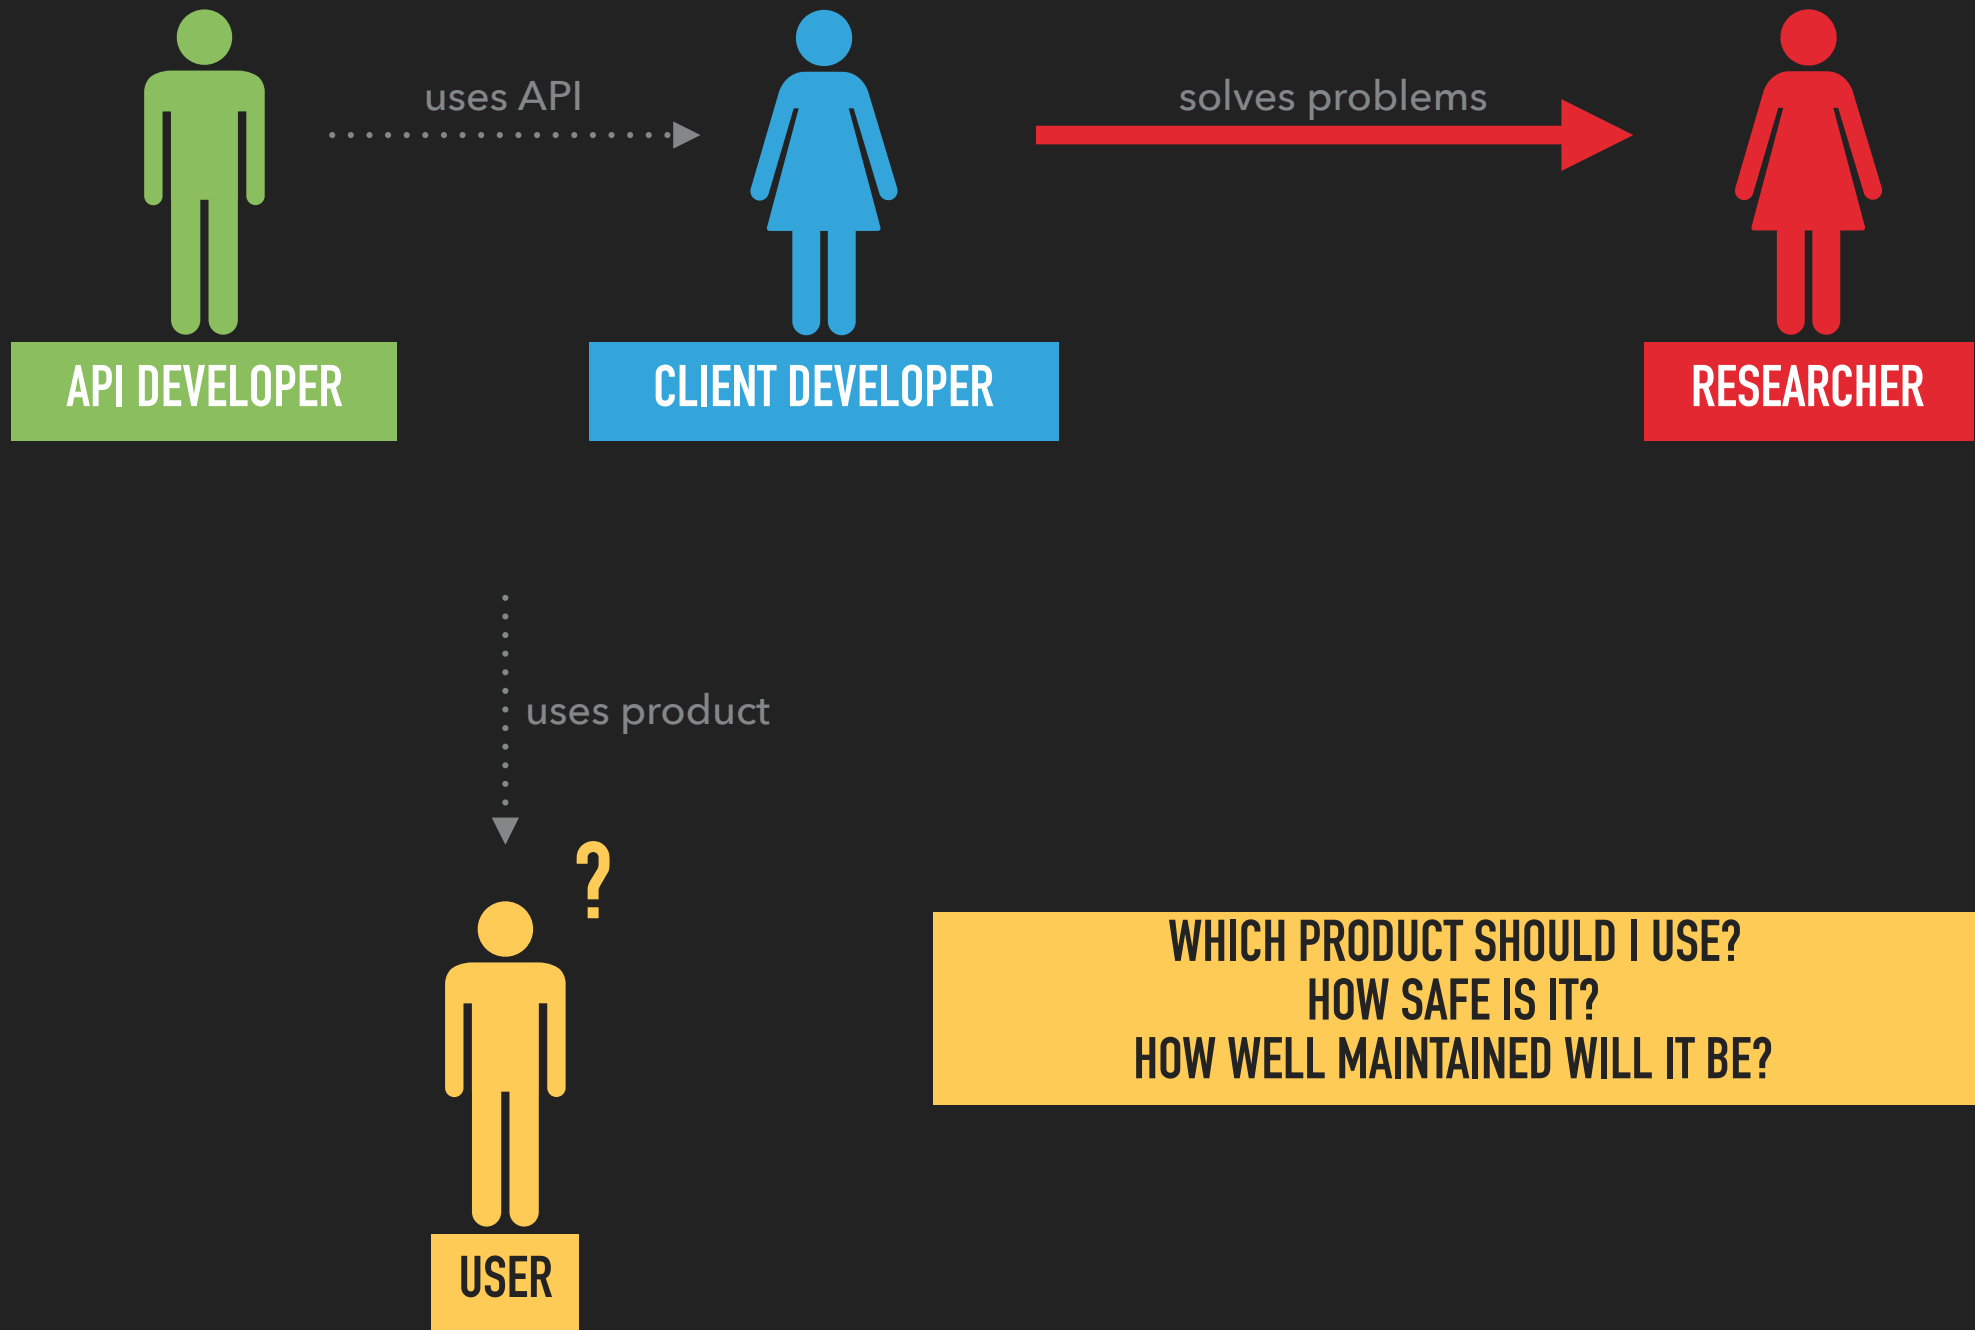 uses API
solves problems
API DEVELOPER
CLIENT DEVELOPER
RESEARCHER
uses product
?
WHICH PRODUCT SHOULD I USE?
HOW SAFE IS IT?
HOW WELL MAINTAINED WILL IT BE?
USER